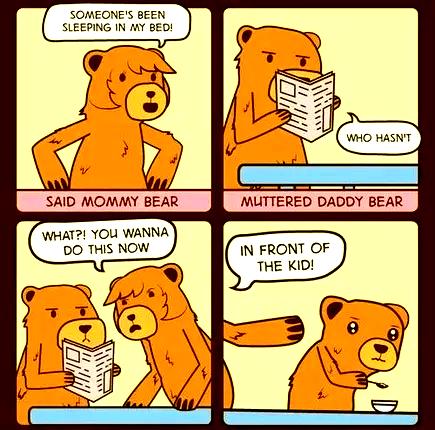 SOMEONE'S BEEN
SLEEPING IN MY BED!
SAID MOMMY BEAR
WHO HASN'T
MUTTERED DADDY BEAR
WHAT?! YOU WANNA
DO THIS NOW
IN FRONT OF
THE KID!